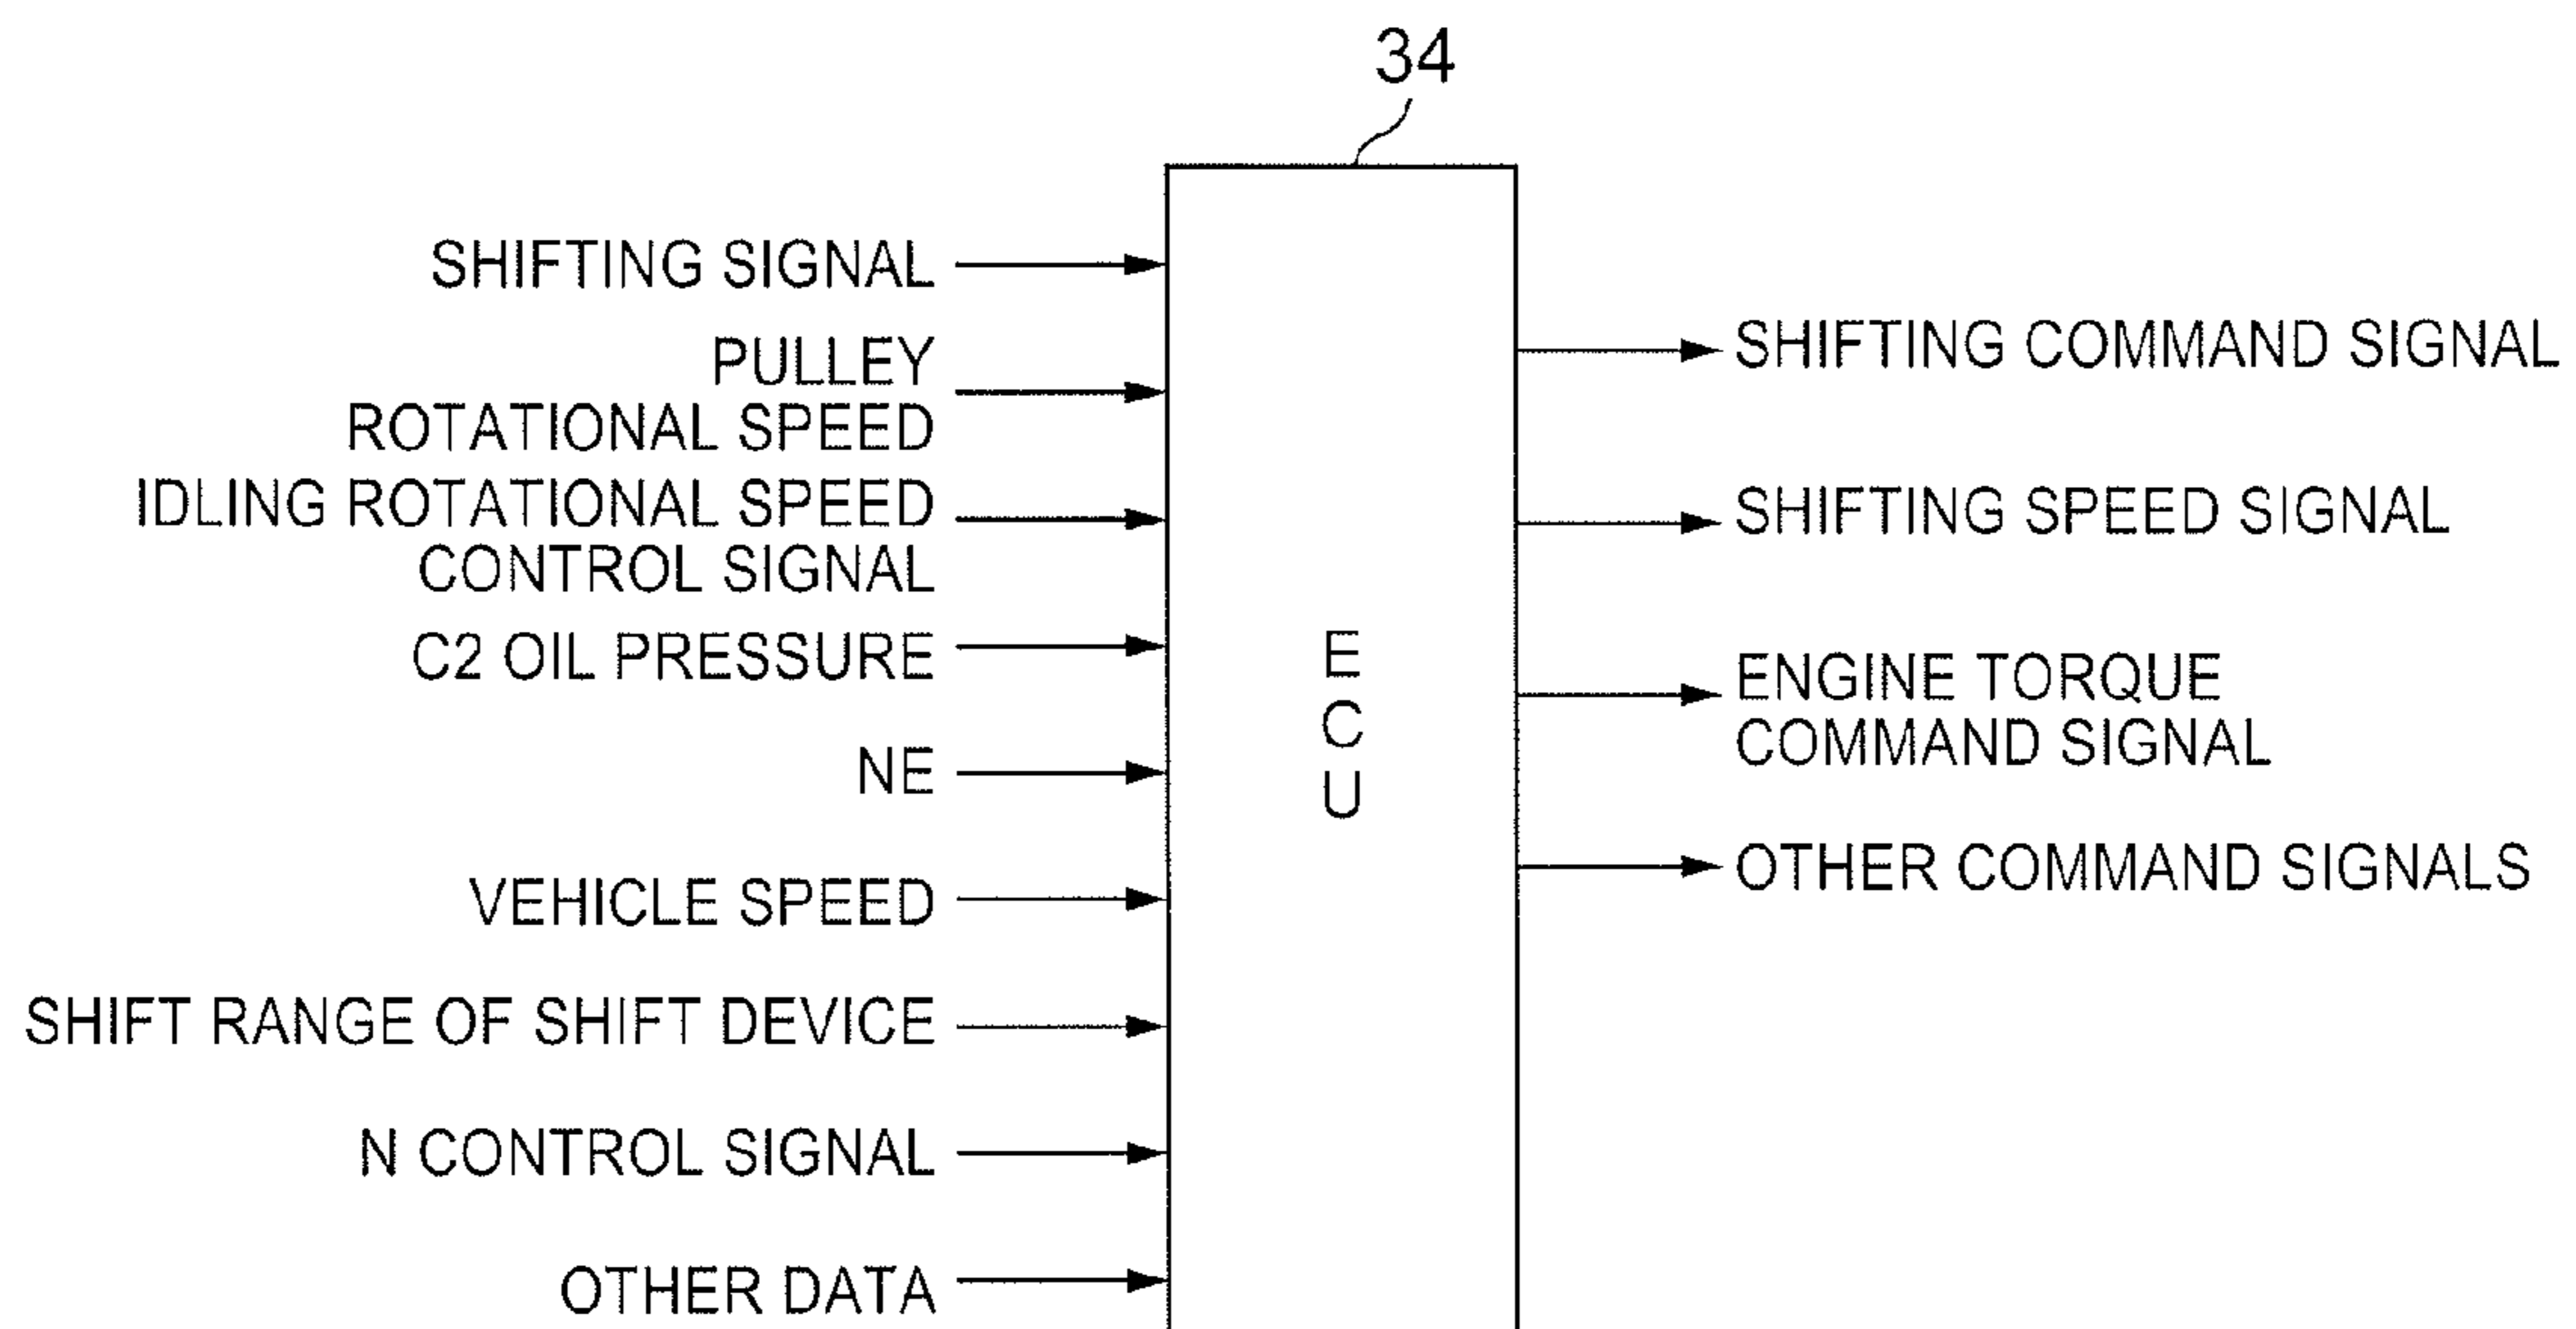 34
SHIFTING SIGNAL
PULLEY
ROTATIONAL SPEED
IDLING ROTATIONAL SPEED
CONTROL SIGNAL
C2 OIL PRESSURE
NE
VEHICLE SPEED
SHIFT RANGE OF SHIFT DEVICE
N CONTROL SIGNAL
OTHER DATA
E
C
U
SHIFTING COMMAND SIGNAL
SHIFTING SPEED SIGNAL
ENGINE TORQUE
COMMAND SIGNAL
OTHER COMMAND SIGNALS